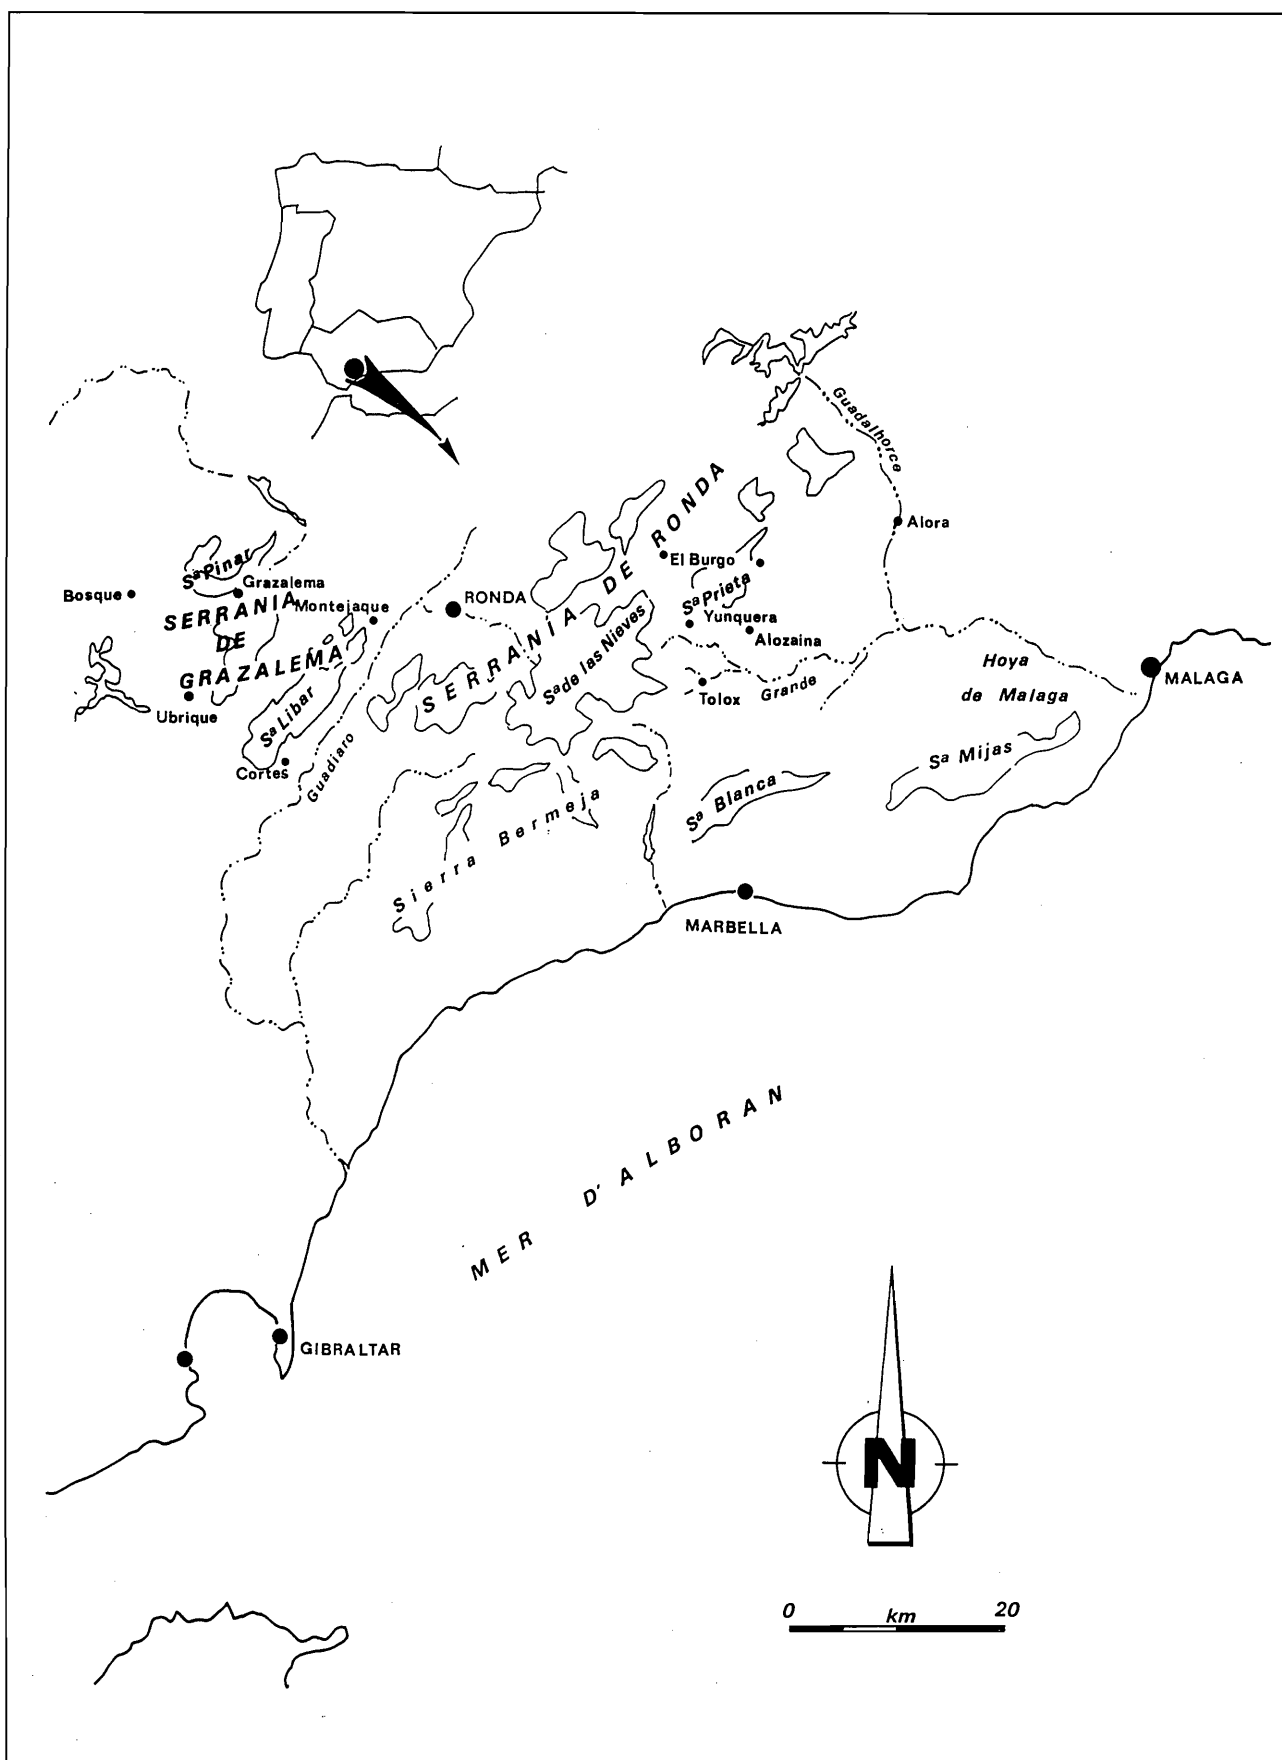 Guadalhorce
Alora
SERRANÍA DE RONDA
El Burgo
Sª Pinar
Grazalema
Bosque
SERRANIA
DE
GRAZALEMA
Montejaque
RONDA
Sª Prieta
Yunquera
Alozaina
Sª de las Nieves
Hoya
de Malaga
MALAGA
Tolox
Grande
Ubrique
Sª Libar
Cortes
Guadiaro
Sª Mijas
Sª Blanca
Sierra Bermeja
MARBELLA
MER D'ALBORAN
GIBRALTAR
N
0 km 20